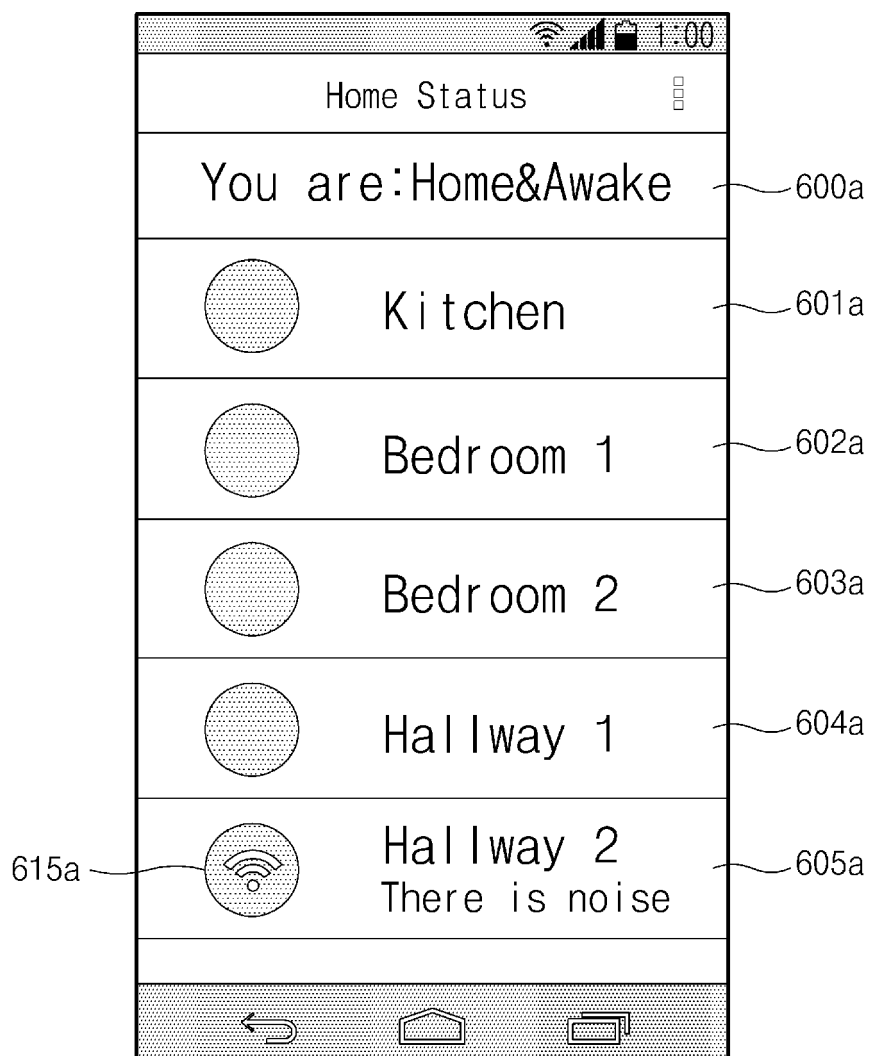 1:00
Home Status
You are:Home&Awake
600a
Kitchen
601a
Bedroom 1
602a
Bedroom 2
603a
Hallway 1
604a
615a
Hallway 2
There is noise
605a